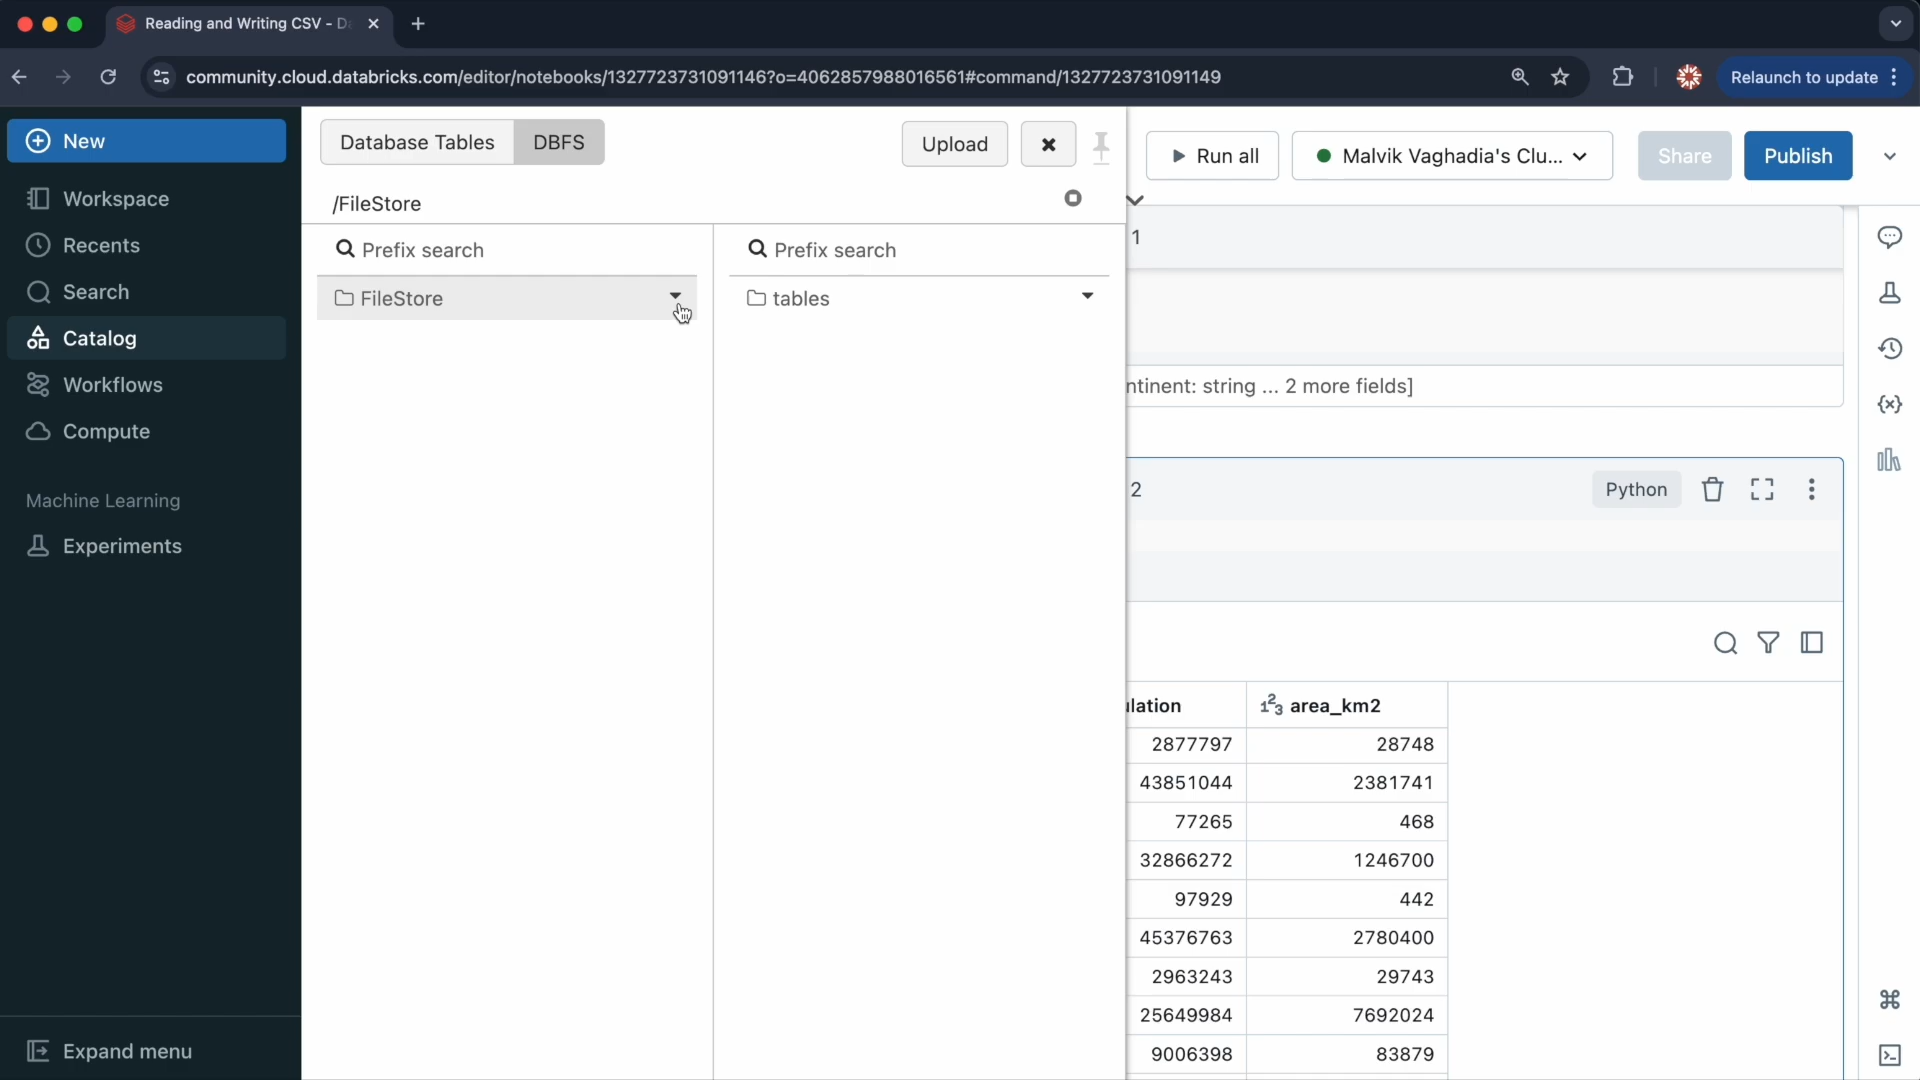 Reading and Writing CSV - Da
community.cloud.databricks.com/editor/notebooks/1327723731091146?o=4062857988016561#command/1327723731091149
Relaunch to update
New
Workspace
Recents
Search
Catalog
Workflows
Compute
Machine Learning
Experiments
Expand menu
Database Tables
DBFS
Upload
/FileStore
Prefix search
FileStore
Prefix search
tables
Run all
Malvik Vaghadia's Clu...
Share
Publish
1
ntinent: string ... 2 more fields]
2
Python
ulation
123 area_km2
2877797 28748
43851044 2381741
77265 468
32866272 1246700
97929 442
45376763 2780400
2963243 29743
25649984 7692024
9006398 83879